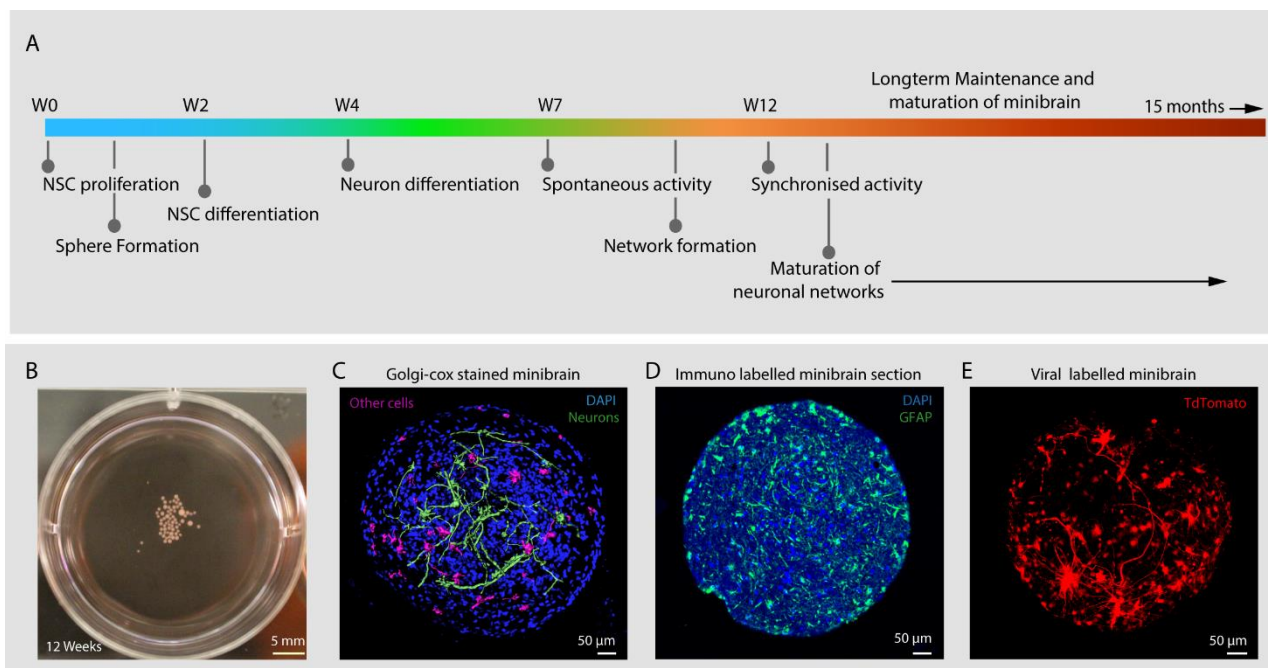 A
Longterm Maintenance and
maturation of minibrain
W0
W2
W4
W7
W12
15 months
NSC proliferation
Neuron differentiation
Spontaneous activity
Synchronised activity
NSC differentiation
Sphere Formation
Network formation
Maturation of
neuronal networks
B
12 Weeks
5 mm
C
Golgi-cox stained minibrain
Other cells
DAPI
Neurons
50 µm
D
Immuno labelled minibrain section
DAPI
GFAP
50 µm
E
Viral labelled minibrain
TdTomato
50 µm